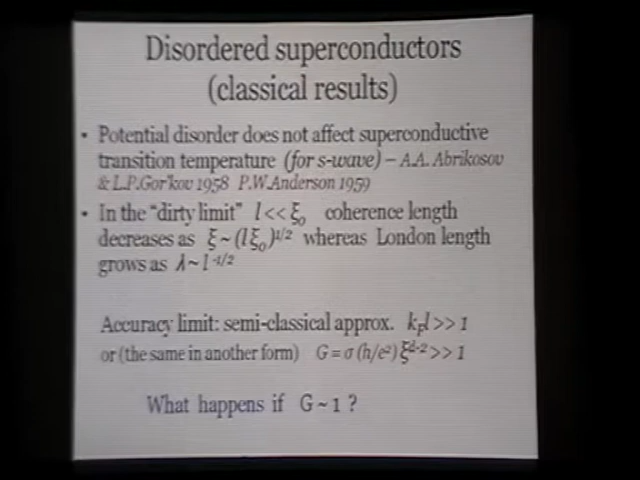 Disordered superconductors
(classical results)
• Potential disorder does not affect superconductive
transition temperature (for s-wave) – A.A. Abrikosov
& L.P.Gor'kov 1958 P.W.Anderson 1959
• In the “dirty limit” l << ξ₀ coherence length
decreases as ξ ~ (lξ₀)^1/2 whereas London length
grows as λ ~ l^-1/2
Accuracy limit: semi-classical approx. k_Fl >> 1
or (the same in another form) G = σ(h/e²)ξ^d-2 >> 1
What happens if G ~ 1 ?